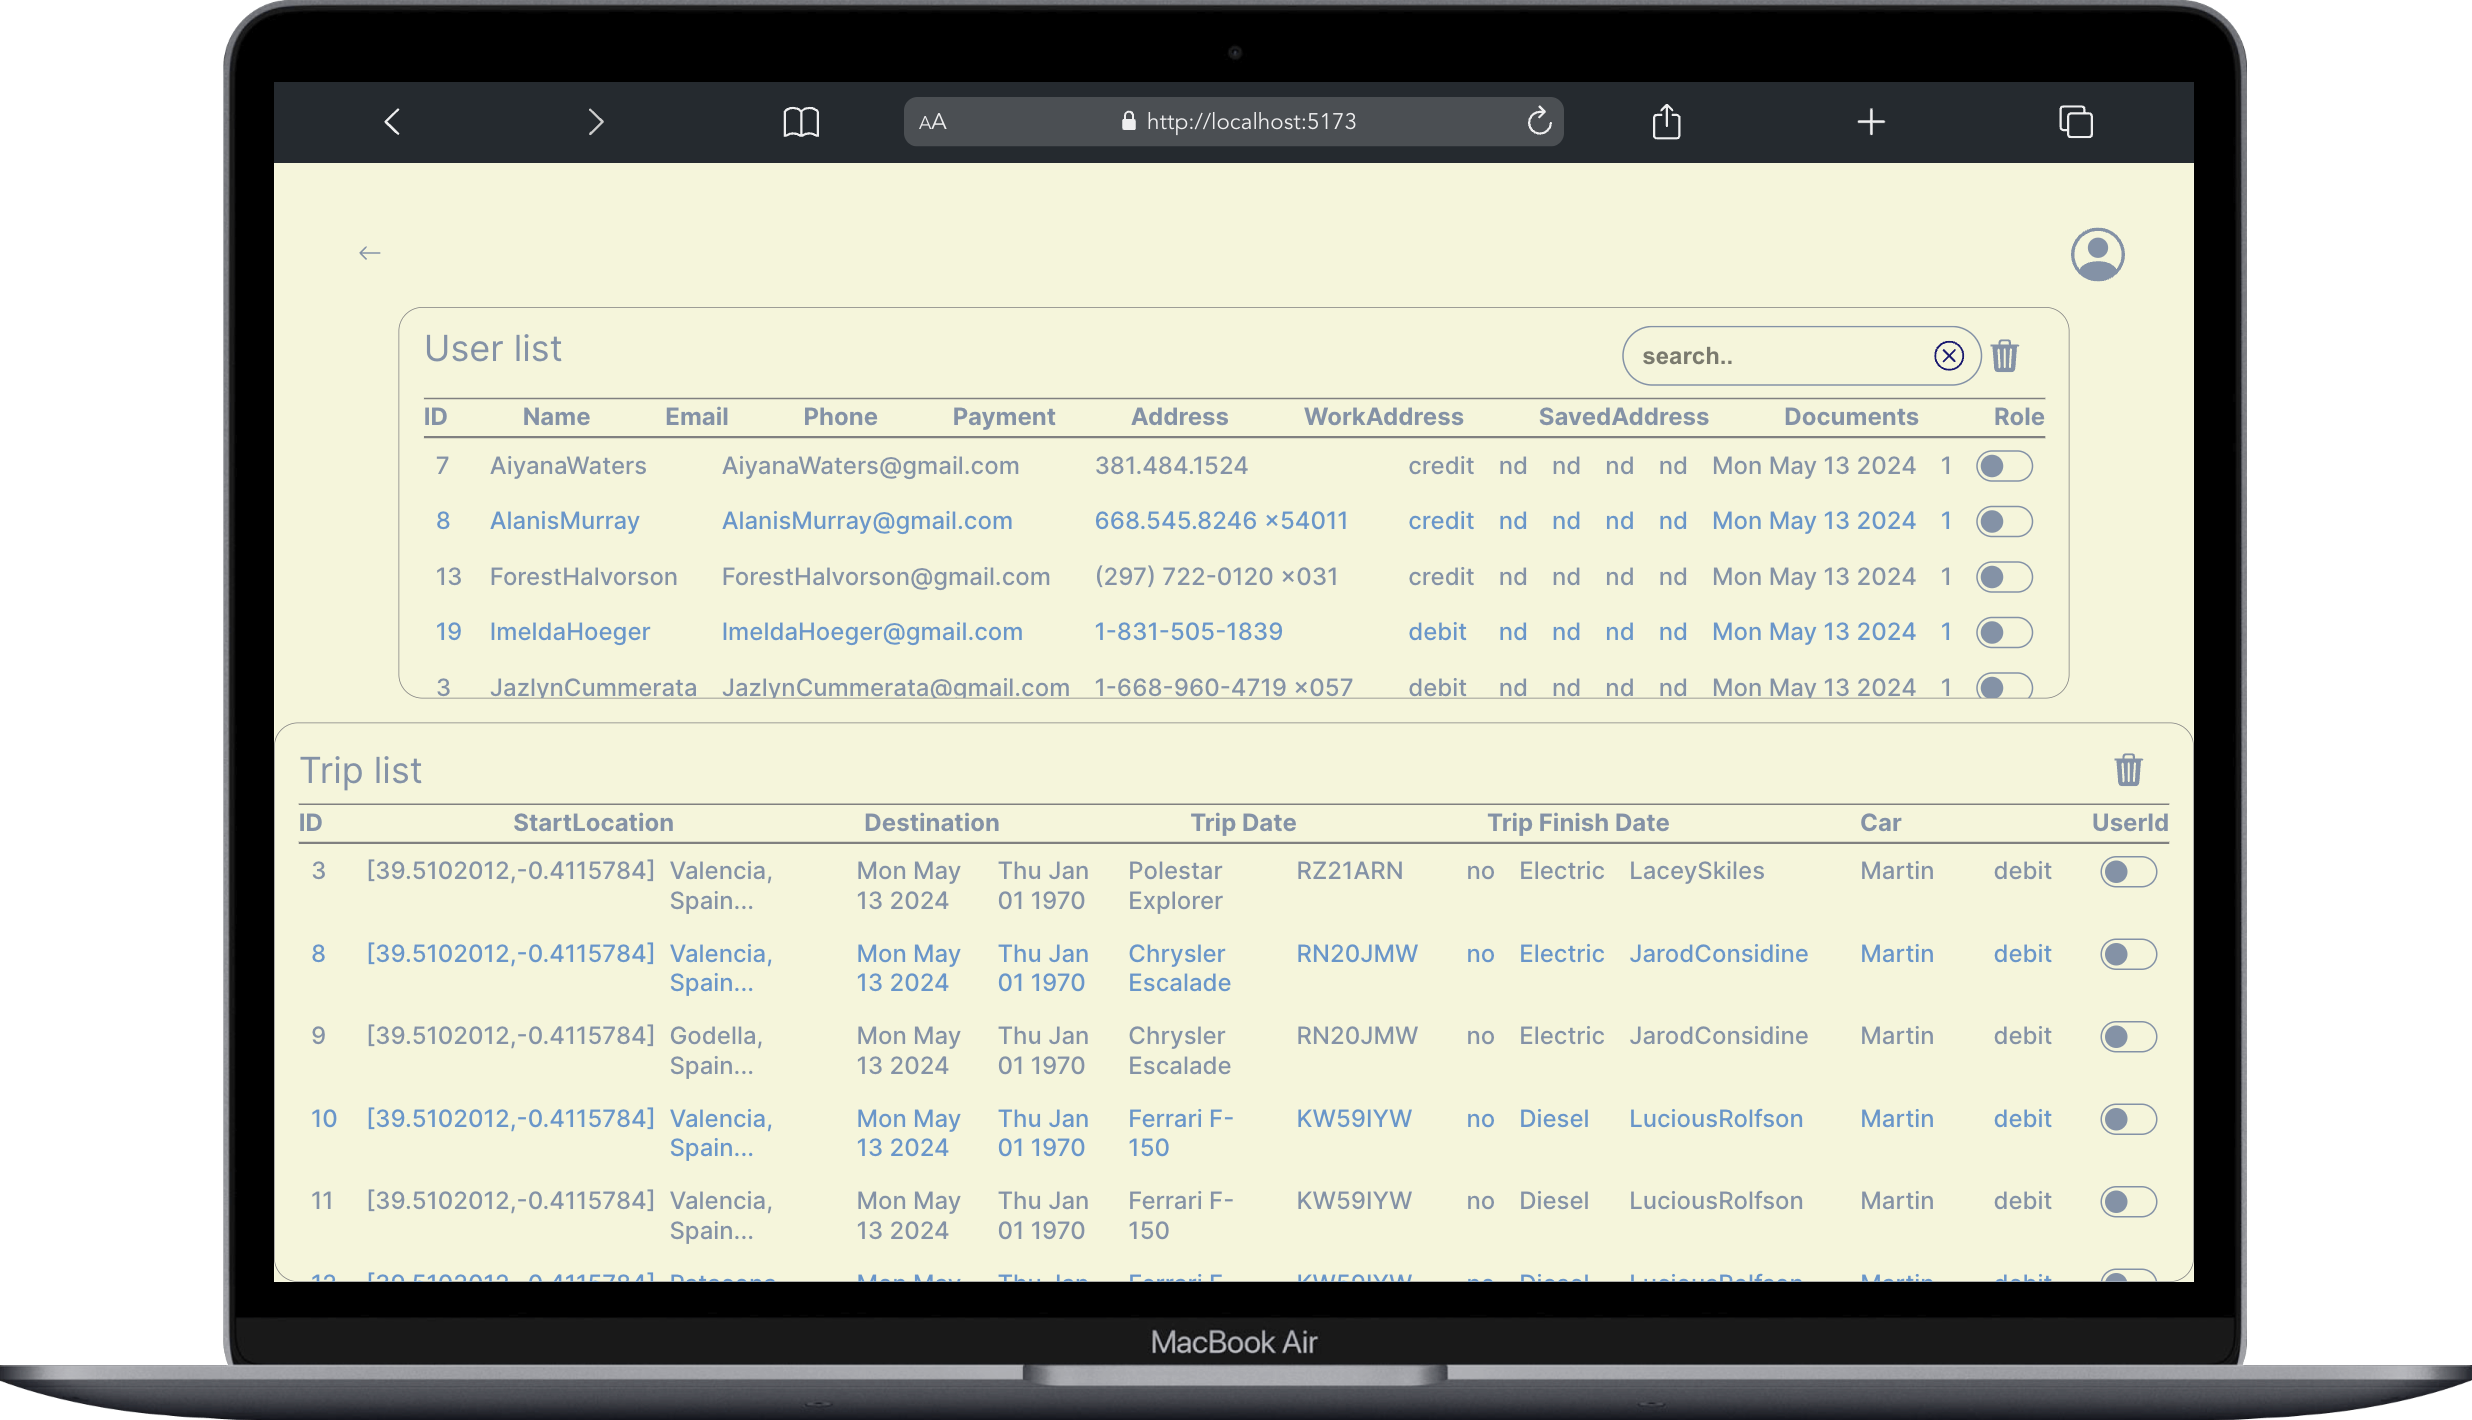 AA http://localhost:5173
User list search..
ID Name Email Phone Payment Address WorkAddress SavedAddress Documents Role
7 AiyanaWaters AiyanaWaters@gmail.com 381.484.1524 credit nd nd nd nd Mon May 13 2024 1
8 AlanisMurray AlanisMurray@gmail.com 668.545.8246 x54011 credit nd nd nd nd Mon May 13 2024 1
13 ForestHalvorson ForestHalvorson@gmail.com (297) 722-0120 x031 credit nd nd nd nd Mon May 13 2024 1
19 ImeldaHoeger ImeldaHoeger@gmail.com 1-831-505-1839 debit nd nd nd nd Mon May 13 2024 1
3 JazlynCummerata JazlynCummerata@gmail.com 1-668-960-4719 x057 debit nd nd nd nd Mon May 13 2024 1
Trip list
ID StartLocation Destination Trip Date Trip Finish Date Car UserId
3 [39.5102012,-0.4115784] Valencia, Mon May Thu Jan Polestar RZ21ARN no Electric LaceySkiles Martin debit
Spain... 13 2024 01 1970 Explorer
8 [39.5102012,-0.4115784] Valencia, Mon May Thu Jan Chrysler RN20JMW no Electric JarodConsidine Martin debit
Spain... 13 2024 01 1970 Escalade
9 [39.5102012,-0.4115784] Godella, Mon May Thu Jan Chrysler RN20JMW no Electric JarodConsidine Martin debit
Spain... 13 2024 01 1970 Escalade
10 [39.5102012,-0.4115784] Valencia, Mon May Thu Jan Ferrari F- KW59IYW no Diesel LuciousRolfson Martin debit
Spain... 13 2024 01 1970 150
11 [39.5102012,-0.4115784] Valencia, Mon May Thu Jan Ferrari F- KW59IYW no Diesel LuciousRolfson Martin debit
Spain... 13 2024 01 1970 150
MacBook Air